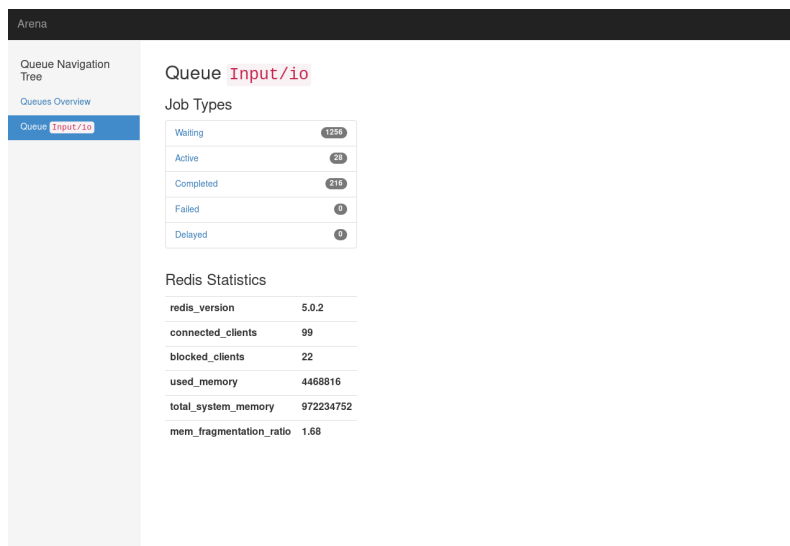 Arena
Queue Navigation
Tree
Queues Overview
Queue Input/io
Queue Input/io
Job Types
Waiting 1256
Active 28
Completed 216
Failed 0
Delayed 0
Redis Statistics
redis_version 5.0.2
connected_clients 99
blocked_clients 22
used_memory 4468816
total_system_memory 972234752
mem_fragmentation_ratio 1.68